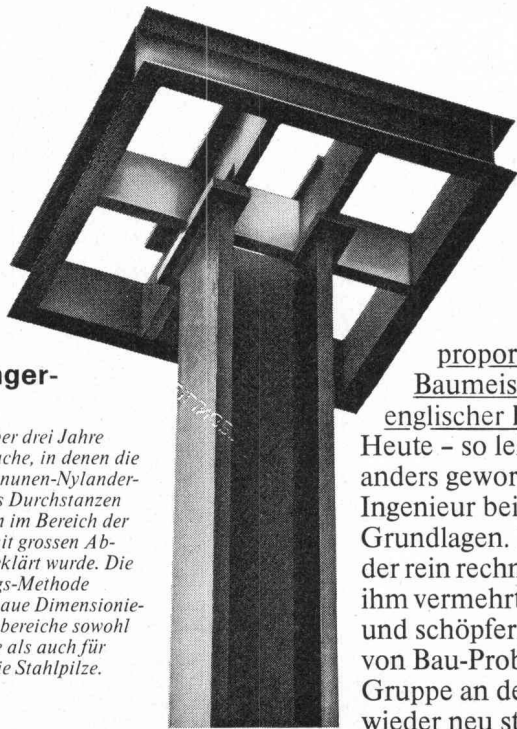 ger-
er drei Jahre
che, in denen die
nunen-Nylander-
s Durchstanzen
n im Bereich der
it grossen Ab-
klärt wurde. Die
gs-Methode
aue Dimensionie-
bereiche sowohl
e als auch für
ie Stahlpilze.
propor
Baumeis
englischer
Heute – so le
anders gewor
Ingenieur bei
Grundlagen.
der rein rechn
ihm vermehrt
und schöpfer
von Bau-Prob
Gruppe an de
wieder neu st